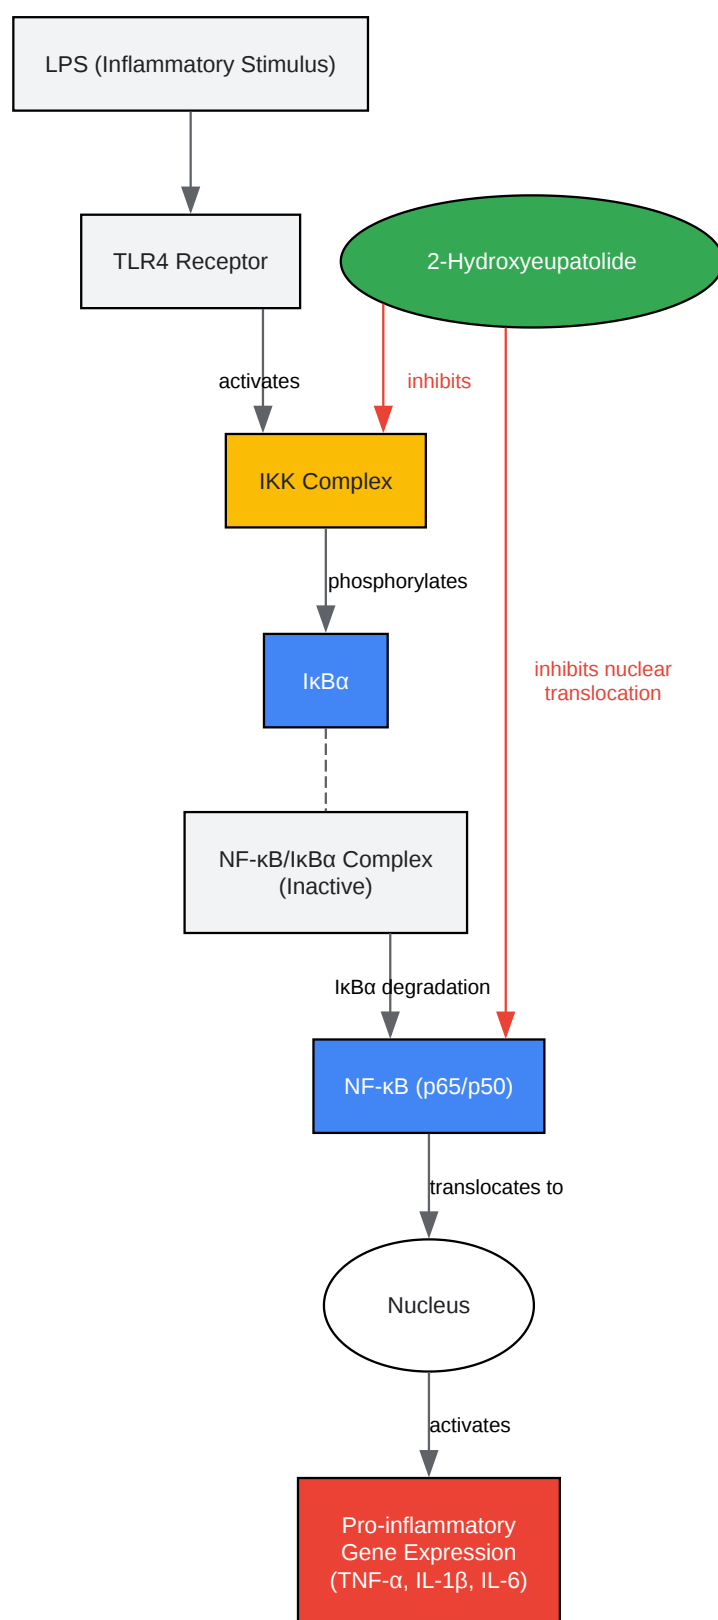 LPS (Inflammatory Stimulus)
TLR4 Receptor
2-Hydroxyeupatolide
activates
inhibits
IKK Complex
phosphorylates
IκBα
inhibits nuclear
translocation
NF-κB/IκBα Complex
(Inactive)
IκBα degradation
NF-κB (p65/p50)
translocates to
Nucleus
activates
Pro-inflammatory
Gene Expression
(TNF-α, IL-1β, IL-6)